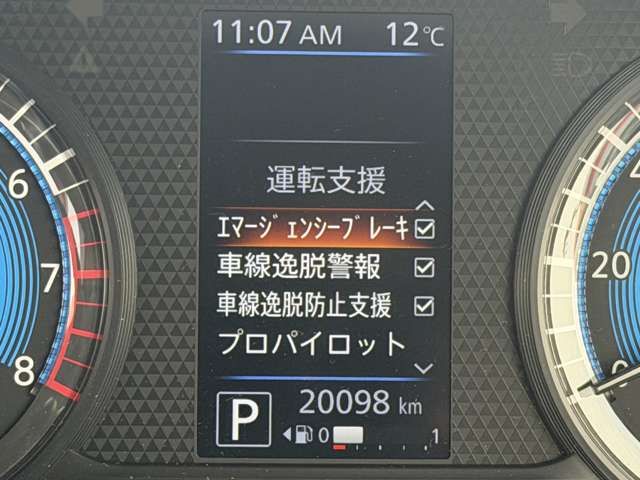 11:07 AM 12℃
運転支援
ｴﾏｰｼﾞｪﾝｼｰﾌﾞﾚｰｷ
車線逸脱警報
車線逸脱防止支援
プロパイロット
P 20098 km
0 1
6
7
8
20
0